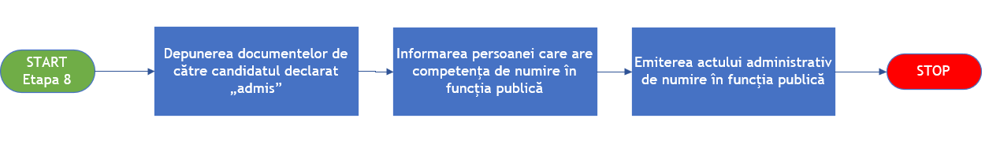 START
Etapa 8
Depunerea documentelor de
către candidatul declarat
„admis”
Informarea persoanei care are
competența de numire în
funcția publică
Emiterea actului administrativ
de numire în funcția publică
STOP